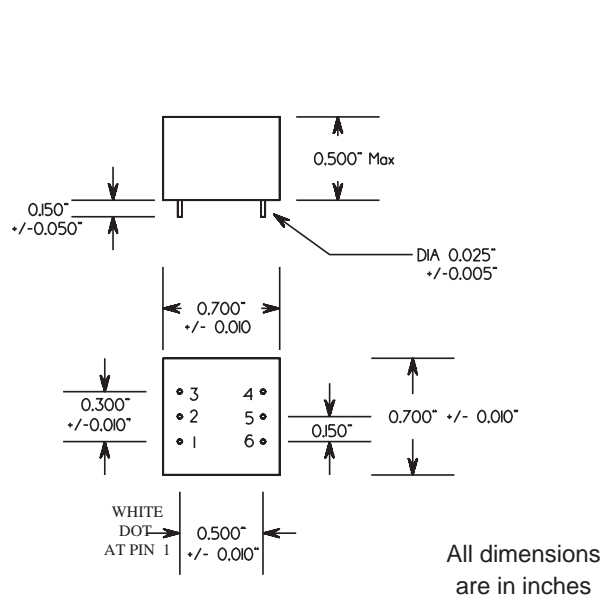 0.500" Max
0.150"
+/-0.050"
DIA 0.025"
+/-0.005"
0.700"
+/- 0.010
3
4
0.300"
+/-0.010"
2
5
0.150"
0.700" +/- 0.010"
1
6
WHITE
DOT
AT PIN 1
0.500"
+/- 0.010"
All dimensions
are in inches